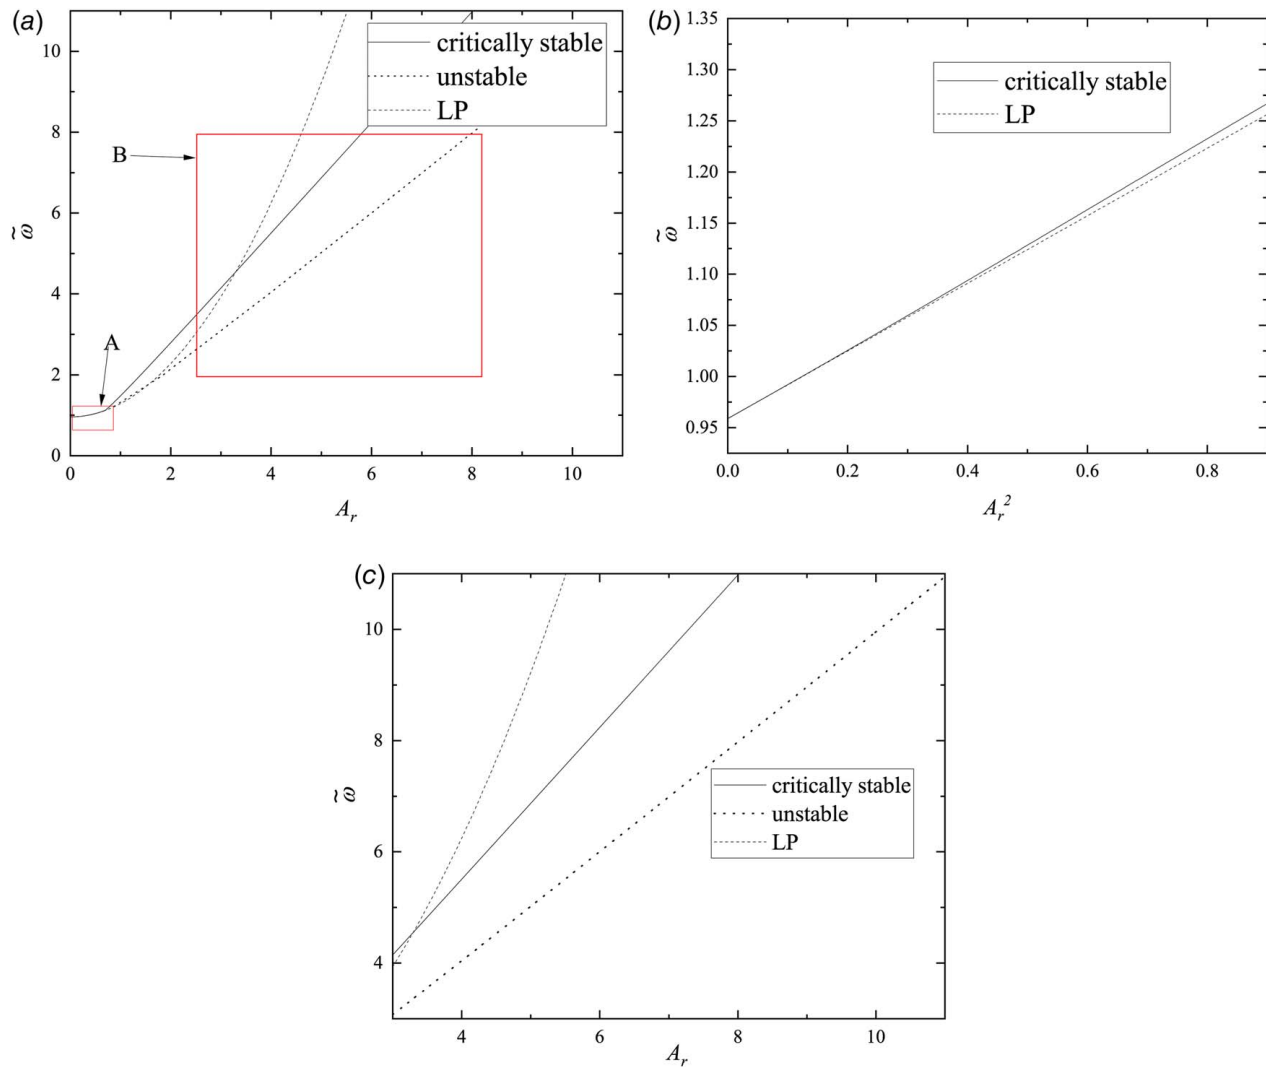 (a)
critically stable
unstable
LP
B
A
10
8
6
4
2
0
ω̃
0 2 4 6 8 10
A_r
(b)
critically stable
LP
1.35
1.30
1.25
1.20
1.15
1.10
1.05
1.00
0.95
ω̃
0.0 0.2 0.4 0.6 0.8
A_r^2
(c)
10
8
6
4
ω̃
critically stable
unstable
LP
4 6 8 10
A_r